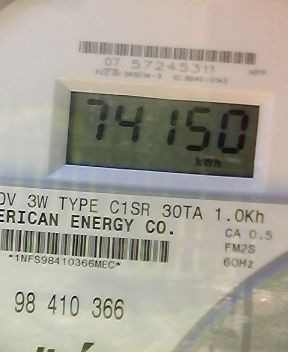 07 57245311
74150
kWh
0V 3W TYPE C1SR 30TA 1.0Kh
ERICAN ENERGY CO.
CA 0.5
FM2S
60Hz
*1NFS98410366MEC*
98 410 366